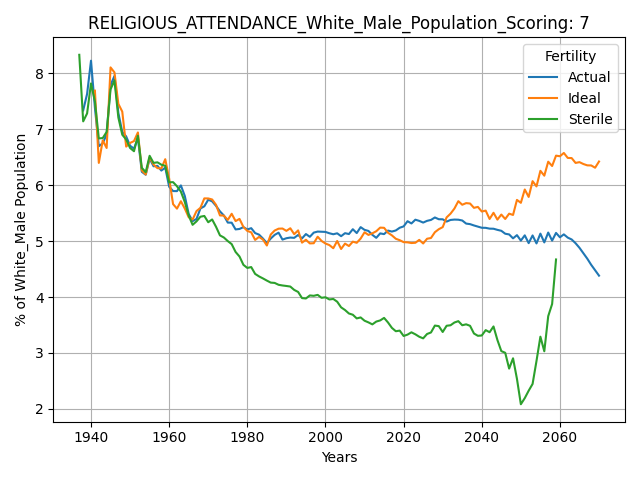 RELIGIOUS_ATTENDANCE_White_Male_Population_Scoring: 7
Fertility
Actual
Ideal
Sterile
% of White_Male Population
8
7
6
5
4
3
2
1940 1960 1980 2000 2020 2040 2060
Years